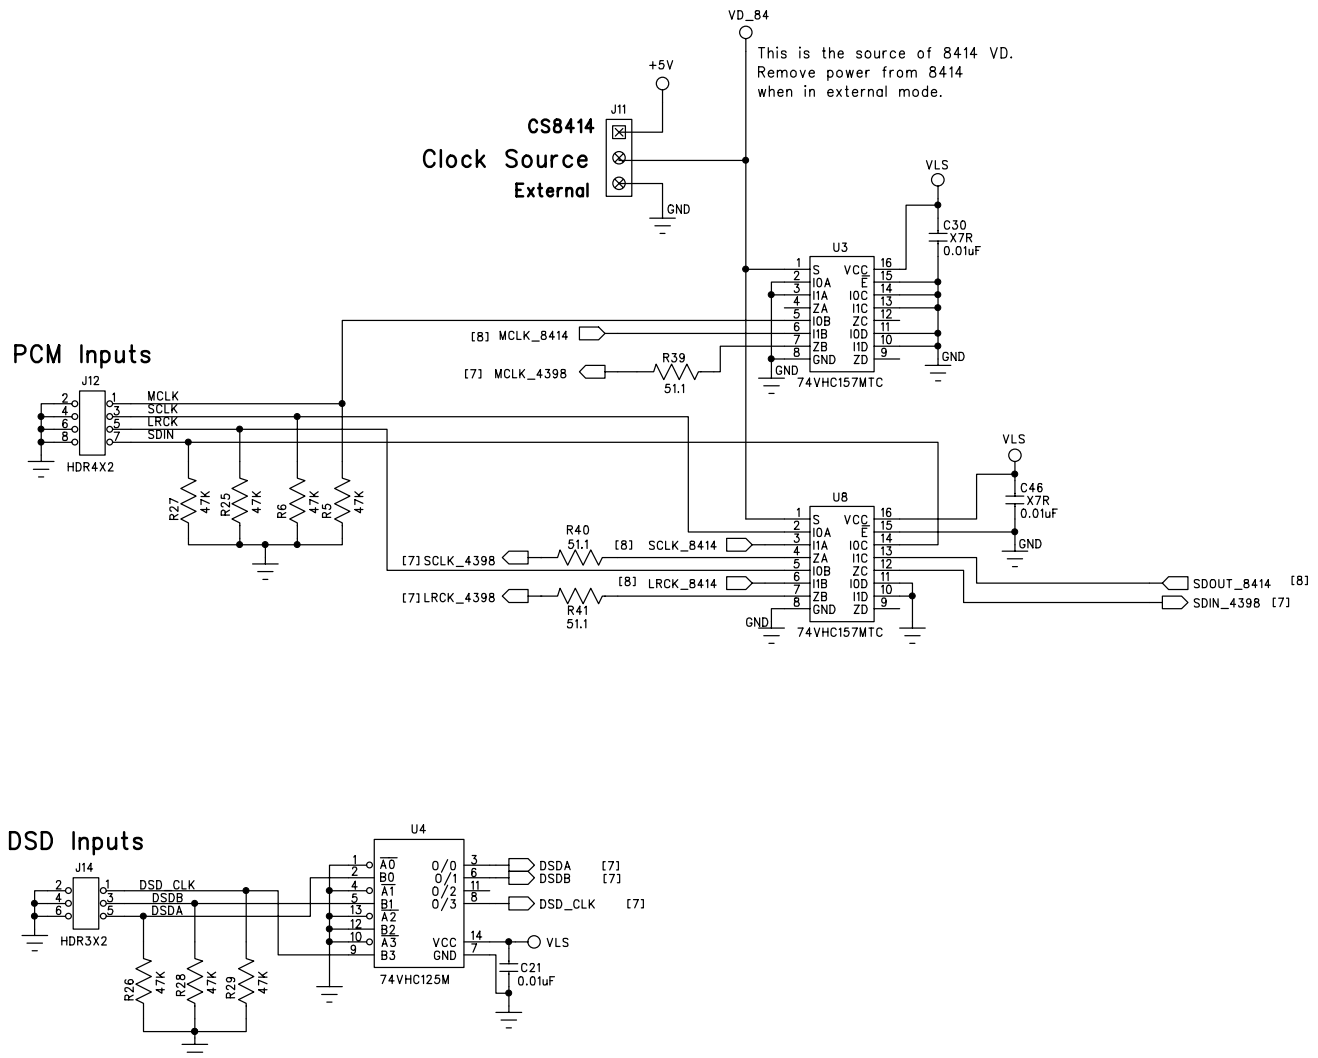 VD_84
This is the source of 8414 VD.
Remove power from 8414
when in external mode.
+5V
J11
CS8414
Clock Source
External
GND
VLS
C30
X7R
0.01uF
U3
1 S VCC 16
2 I0A E 15
3 I1A I0C 14
4 ZA I1C 13
5 I0B ZC 12
6 I1B I0D 11
7 ZB I1D 10
8 GND ZD 9
GND
GND
74VHC157MTC
[8] MCLK_8414
[7] MCLK_4398
R39
51.1
PCM Inputs
J12
2 1 MCLK
4 3 SCLK
6 5 LRCK
8 7 SDIN
HDR4X2
R27 47K
R25 47K
R6 47K
R5 47K
VLS
C46
X7R
0.01uF
GND
U8
1 S VCC 16
2 I0A E 15
3 I1A I0C 14
4 ZA I1C 13
5 I0B ZC 12
6 I1B I0D 11
7 ZB I1D 10
8 GND ZD 9
GND
74VHC157MTC
R40
51.1
[8] SCLK_8414
[7] SCLK_4398
[8] LRCK_8414
[7] LRCK_4398
R41
51.1
SDOUT_8414 [8]
SDIN_4398 [7]
DSD Inputs
J14
2 1 DSD_CLK
4 3 DSDB
6 5 DSDA
HDR3X2
R26 47K
R28 47K
R29 47K
U4
1 A0 O/0 3
2 B0 O/1 6
4 A1 O/2 11
5 B1 O/3 8
13 A2
12 B2
10 A3 VCC 14
9 B3 GND 7
74VHC125M
DSDA [7]
DSDB [7]
DSD_CLK [7]
VLS
C21
0.01uF